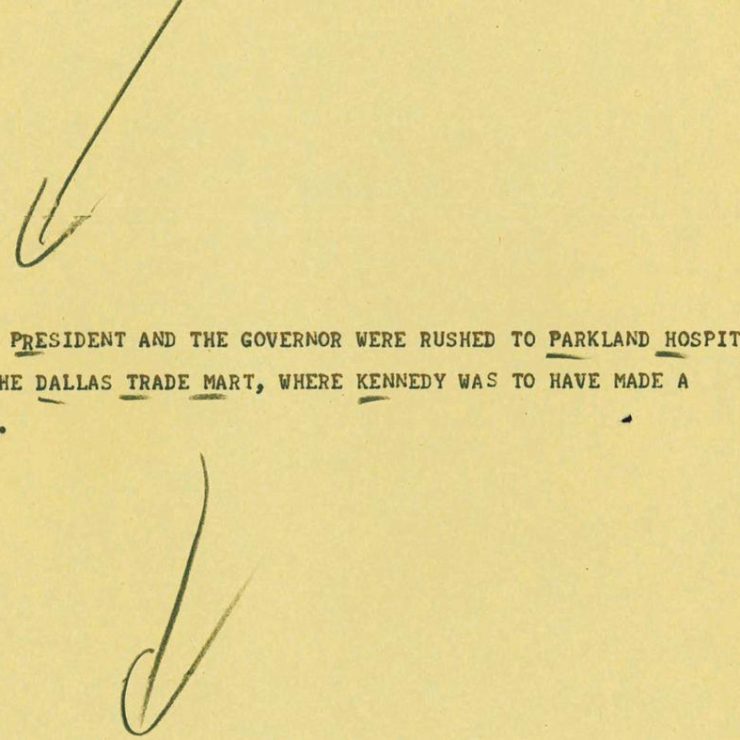 PRESIDENT AND THE GOVERNOR WERE RUSHED TO PARKLAND HOSPIT
HE DALLAS TRADE MART, WHERE KENNEDY WAS TO HAVE MADE A
.